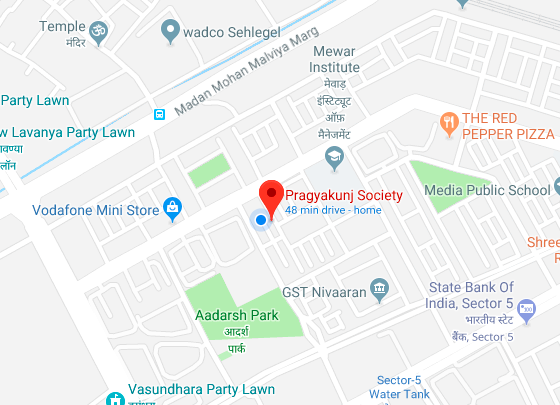 Temple
मंदिर
wadco Sehlegel
Madan Mohan Malviya Marg
Mewar
Institute
मेवाड़
इंस्टिट्यूट
ऑफ़
मैनेजमेंट
Party Lawn
w Lavanya Party Lawn
लॉन
THE RED
PEPPER PIZZA
Media Public School
Pragyakunj Society
48 min drive - home
Vodafone Mini Store
Shree
GST Nivaaran
State Bank Of
India, Sector 5
भारतीय स्टेट
बैंक, Sector 5
Aadarsh Park
आदर्श
पार्क
Sector-5
Water Tank
Vasundhara Party Lawn